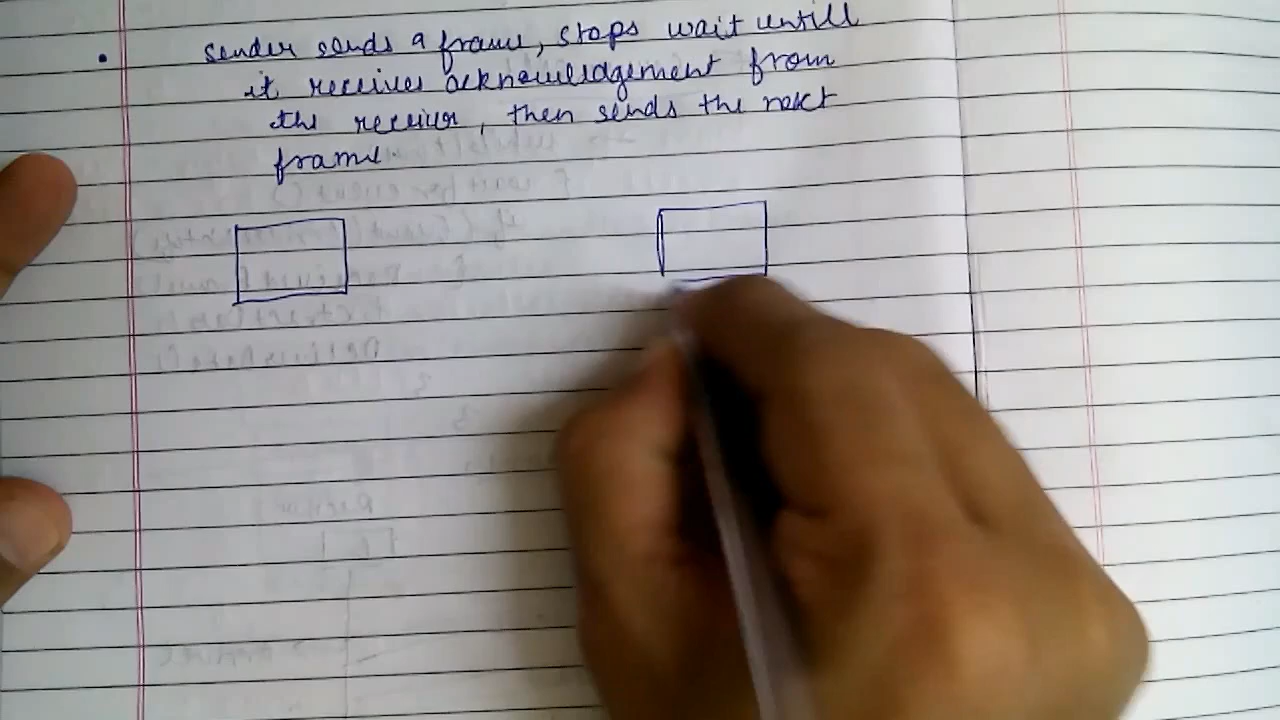 • sender sends a frame, stops wait untill
it receives acknowledgement from
the receiver, then sends the next
frame.